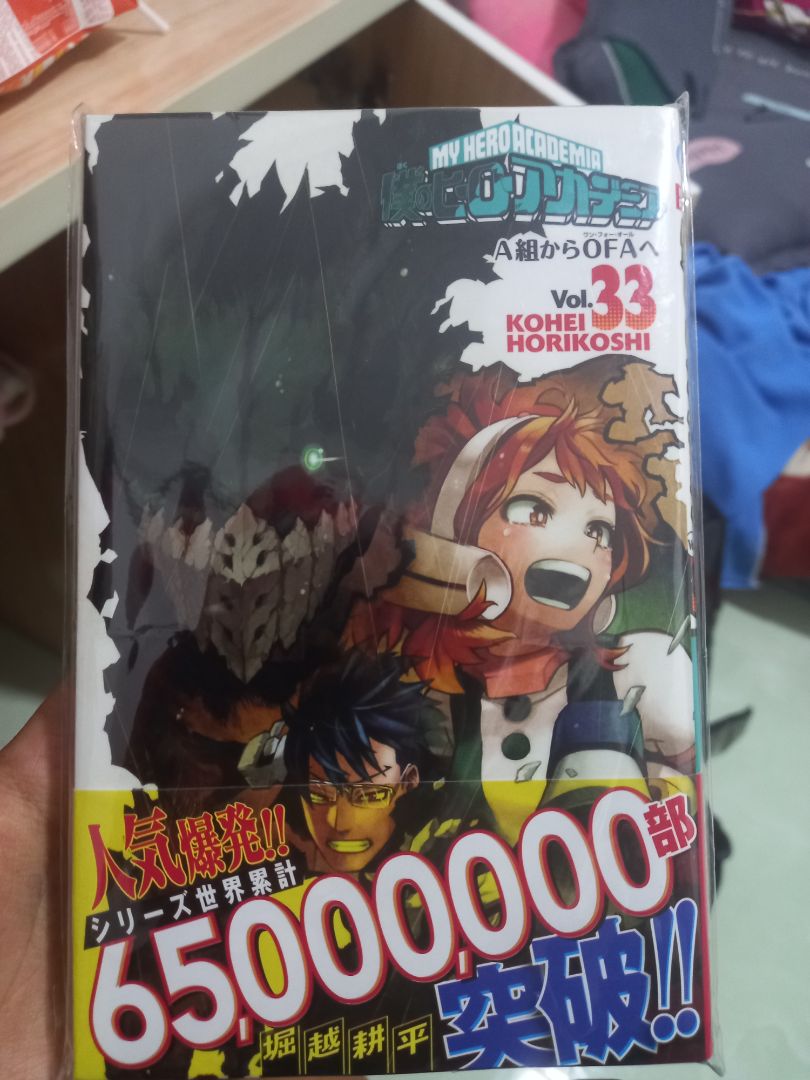 MY HERO ACADEMIA
僕のヒーローアカデミア
ワン・フォー・オール
A組からOFAへ
Vol.33
KOHEI
HORIKOSHI
人気爆発!!
シリーズ世界累計
65,000,000部
突破!!
堀越耕平